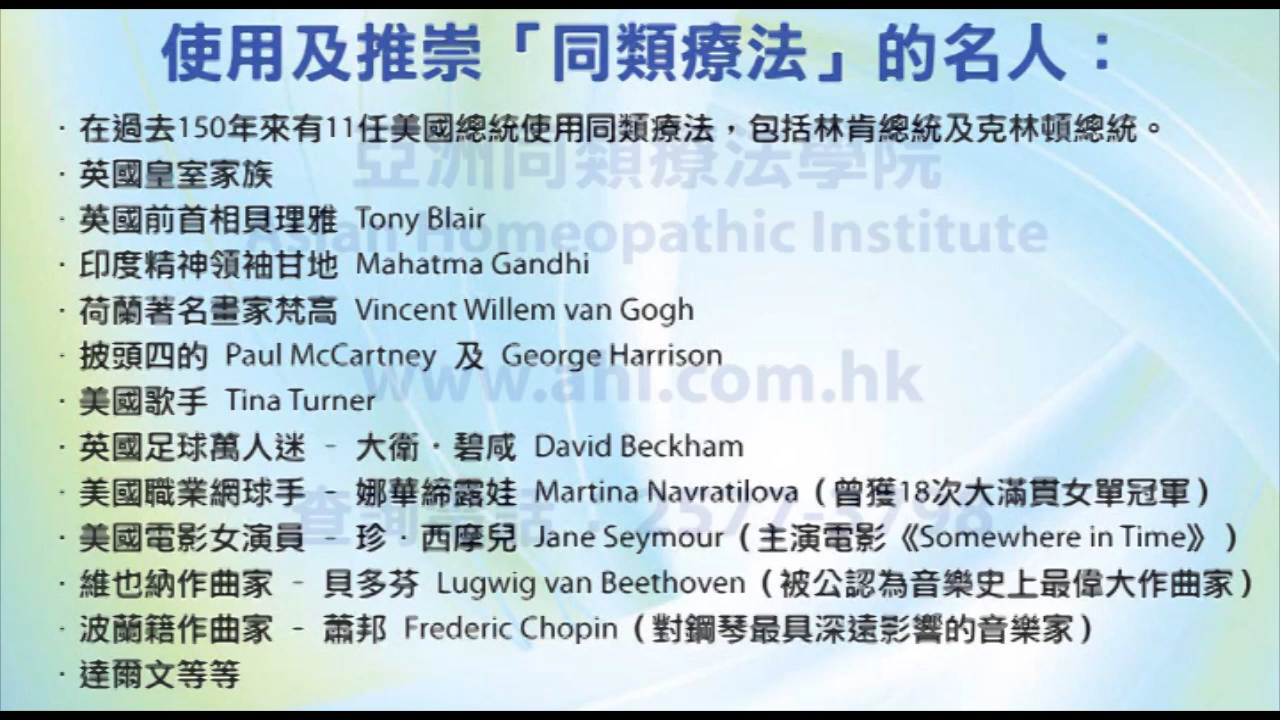 使用及推崇「同類療法」的名人：
· 在過去150年來有11任美國總統使用同類療法，包括林肯總統及克林頓總統。
亞洲同類療法學院
· 英國皇室家族
· 英國前首相貝理雅 Tony Blair
Asian Homeopathic Institute
· 印度精神領袖甘地 Mahatma Gandhi
· 荷蘭著名畫家梵高 Vincent Willem van Gogh
· 披頭四的 Paul McCartney 及 George Harrison
www.ahi.com.hk
· 美國歌手 Tina Turner
· 英國足球萬人迷 - 大衛·碧咸 David Beckham
· 美國職業網球手 - 娜華締露娃 Martina Navratilova（曾獲18次大滿貫女單冠軍）
查詢電話：2577-3798
· 美國電影女演員 - 珍·西摩兒 Jane Seymour（主演電影《Somewhere in Time》）
· 維也納作曲家 - 貝多芬 Lugwig van Beethoven（被公認為音樂史上最偉大作曲家）
· 波蘭籍作曲家 - 蕭邦 Frederic Chopin（對鋼琴最具深遠影響的音樂家）
· 達爾文等等